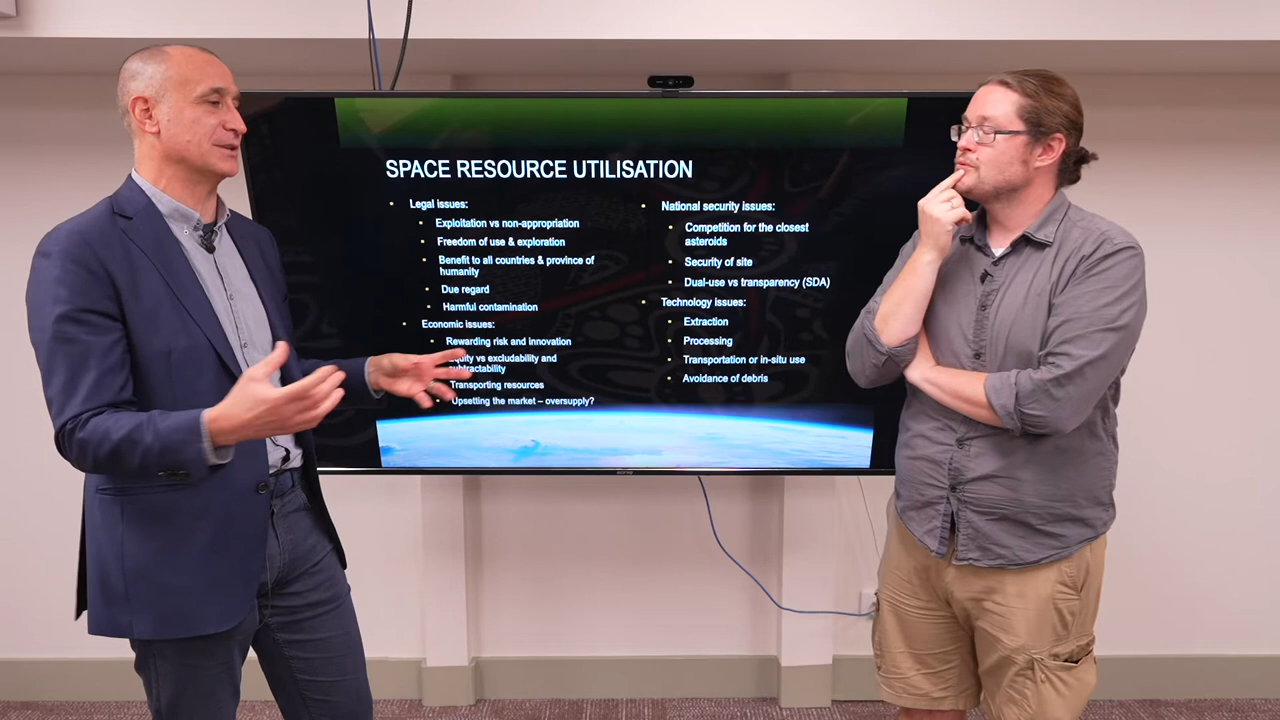 SPACE RESOURCE UTILISATION
Legal issues:
Exploitation vs non-appropriation
Freedom of use & exploration
Benefit to all countries & province of
humanity
Due regard
Harmful contamination
Economic issues:
Rewarding risk and innovation
vs excludability and
Transporting resources
Upsetting the market – oversupply?
National security issues:
Competition for the closest
asteroids
Security of site
Dual-use vs transparency (SDA)
Technology issues:
Extraction
Processing
Transportation or in-situ use
Avoidance of debris